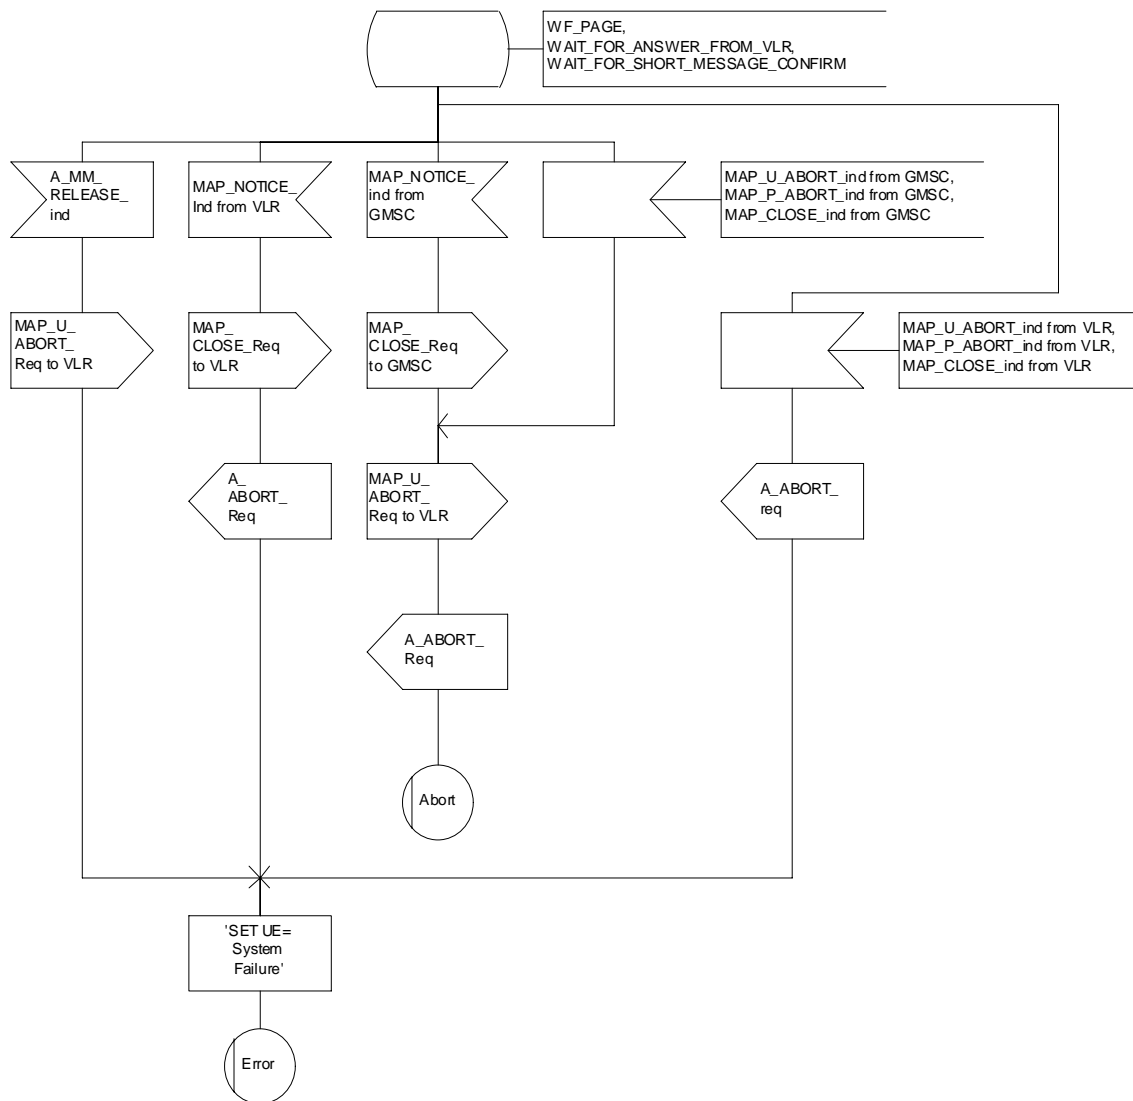 WF_PAGE,
WAIT_FOR_ANSWER_FROM_VLR,
WAIT_FOR_SHORT_MESSAGE_CONFIRM
A_MM_
RELEASE_
ind
MAP_NOTICE_
Ind from VLR
MAP_NOTICE_
ind from
GMSC
MAP_U_ABORT_ind from GMSC,
MAP_P_ABORT_ind from GMSC,
MAP_CLOSE_ind from GMSC
MAP_U_
ABORT_
Req to VLR
MAP_
CLOSE_Req
to VLR
MAP_
CLOSE_Req
to GMSC
MAP_U_ABORT_ind from VLR,
MAP_P_ABORT_ind from VLR,
MAP_CLOSE_ind from VLR
A_
ABORT_
Req
MAP_U_
ABORT_
Req to VLR
A_ABORT_
req
A_ABORT_
Req
Abort
'SET UE=
System
Failure'
Error